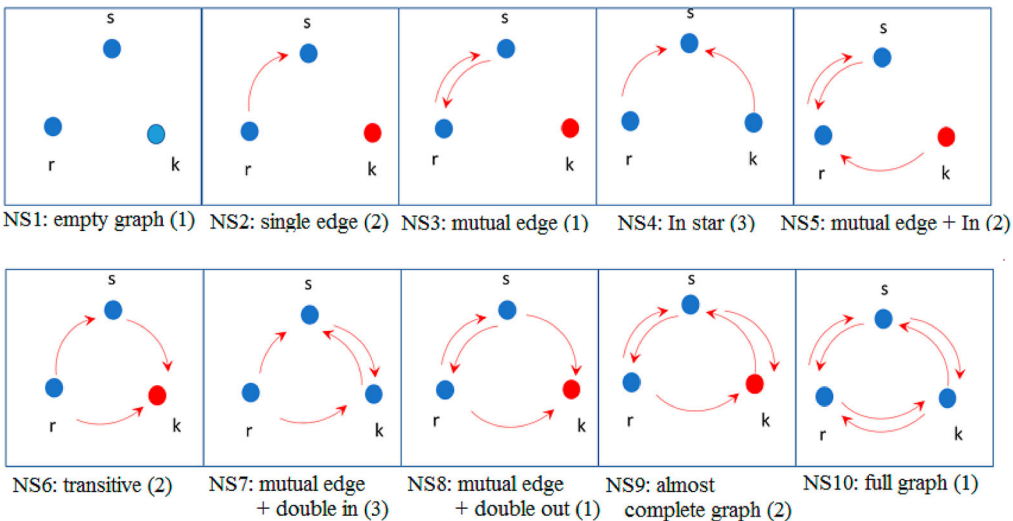 s
r
k
NS1: empty graph (1)
s
r
k
NS2: single edge (2)
s
r
k
NS3: mutual edge (1)
s
r
k
NS4: In star (3)
s
r
k
NS5: mutual edge + In (2)
s
r
k
NS6: transitive (2)
s
r
k
NS7: mutual edge
+ double in (3)
s
r
k
NS8: mutual edge
+ double out (1)
s
r
k
NS9: almost
complete graph (2)
s
r
k
NS10: full graph (1)